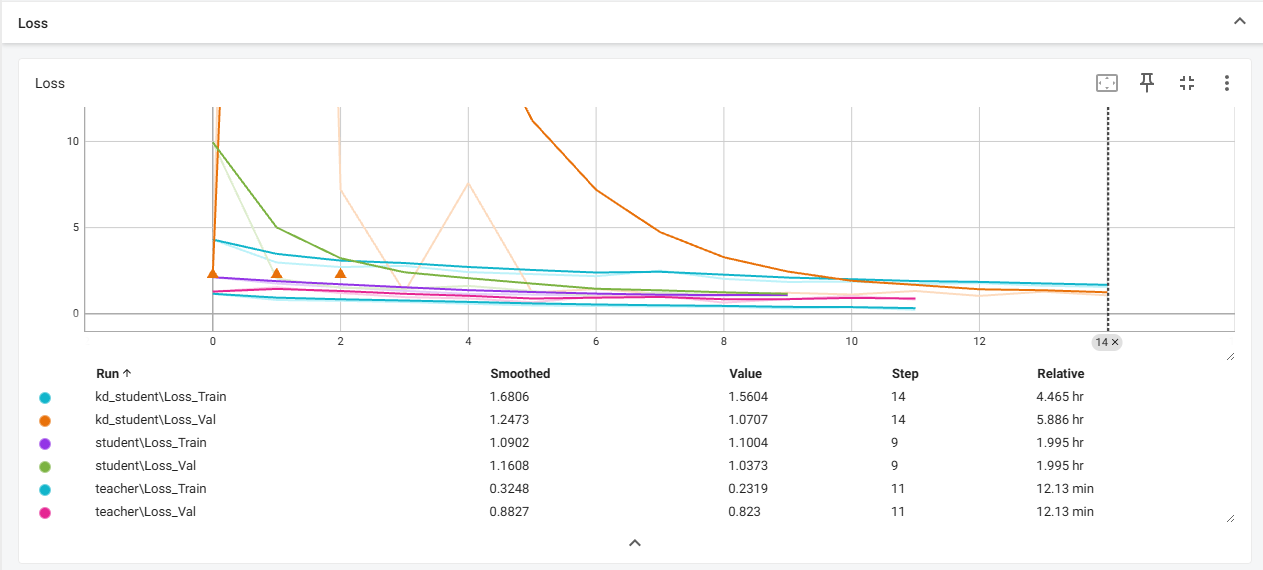 Loss
Loss
10
5
0
0 2 4 6 8 10 12 14 ×
Run ↑ Smoothed Value Step Relative
kd_student\Loss_Train 1.6806 1.5604 14 4.465 hr
kd_student\Loss_Val 1.2473 1.0707 14 5.886 hr
student\Loss_Train 1.0902 1.1004 9 1.995 hr
student\Loss_Val 1.1608 1.0373 9 1.995 hr
teacher\Loss_Train 0.3248 0.2319 11 12.13 min
teacher\Loss_Val 0.8827 0.823 11 12.13 min